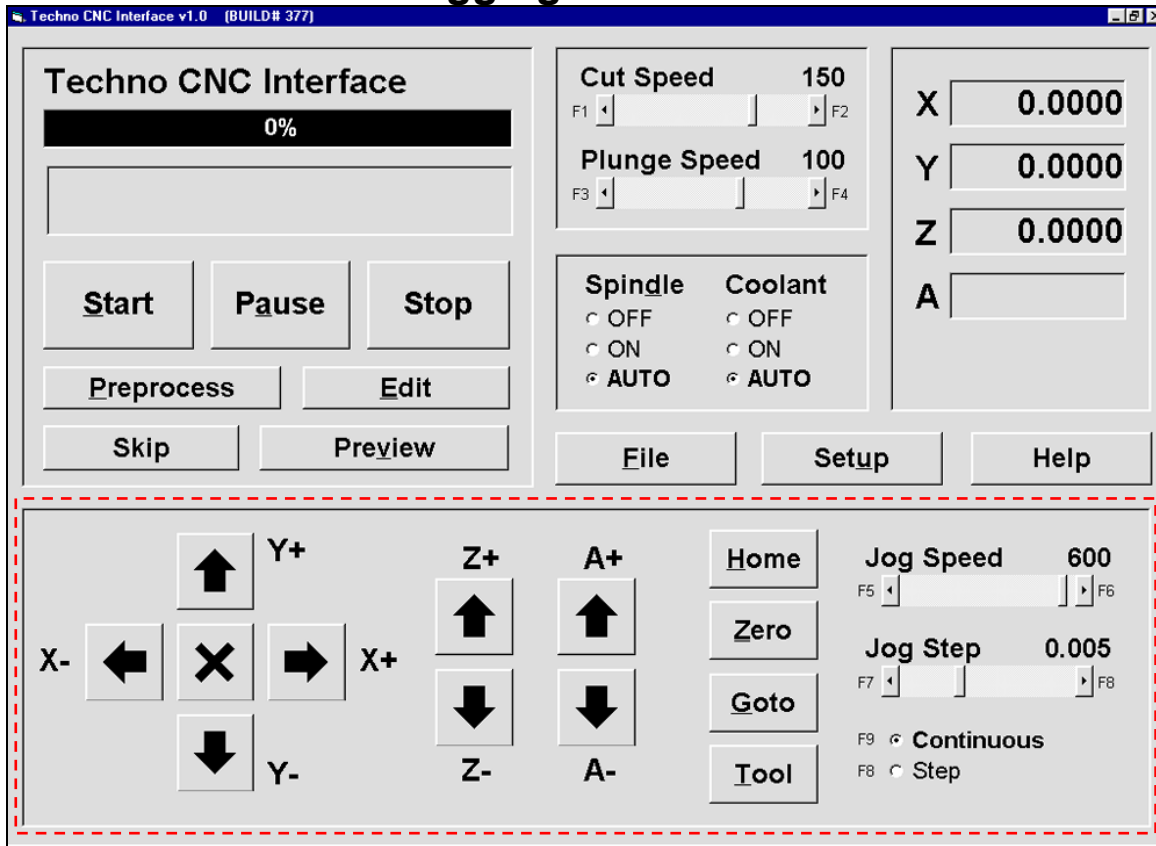 Techno CNC Interface v1.0 (BUILD# 377)
Techno CNC Interface
0%
Start Pause Stop
Preprocess Edit
Skip Preview
Cut Speed 150
F1 F2
Plunge Speed 100
F3 F4
Spindle Coolant
OFF OFF
ON ON
AUTO AUTO
X 0.0000
Y 0.0000
Z 0.0000
A
File Setup Help
Y+
X- X+
Y-
Z+
Z-
A+
A-
Home
Zero
Goto
Tool
Jog Speed 600
F5 F6
Jog Step 0.005
F7 F8
F9 Continuous
F8 Step